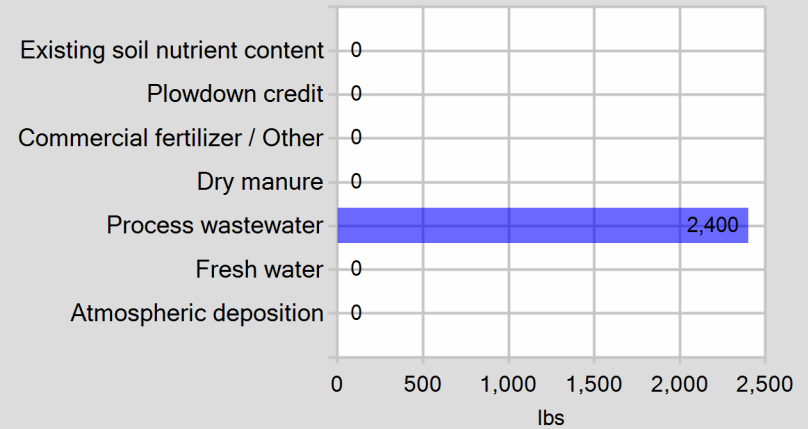 Existing soil nutrient content 0
Plowdown credit 0
Commercial fertilizer / Other 0
Dry manure 0
Process wastewater 2,400
Fresh water 0
Atmospheric deposition 0
0 500 1,000 1,500 2,000 2,500
lbs